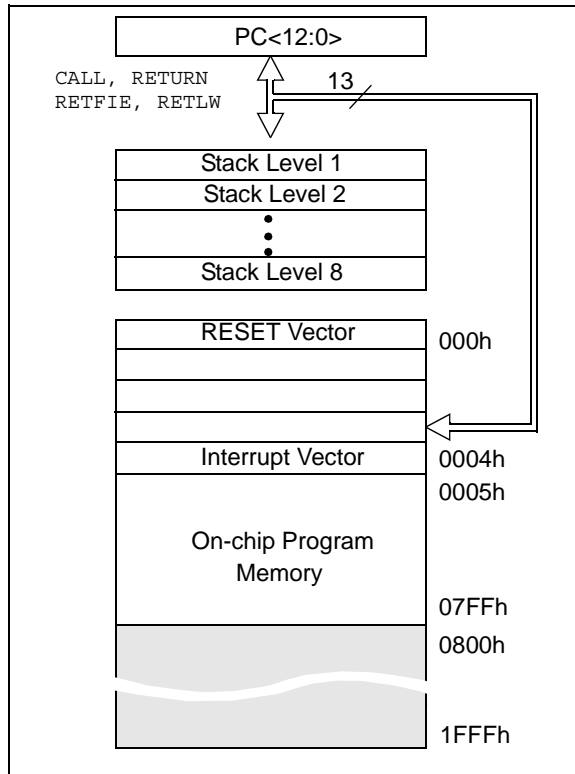 PC<12:0>
CALL, RETURN
RETFIE, RETLW
13
Stack Level 1
Stack Level 2
Stack Level 8
RESET Vector
000h
Interrupt Vector
0004h
0005h
On-chip Program
Memory
07FFh
0800h
1FFFh